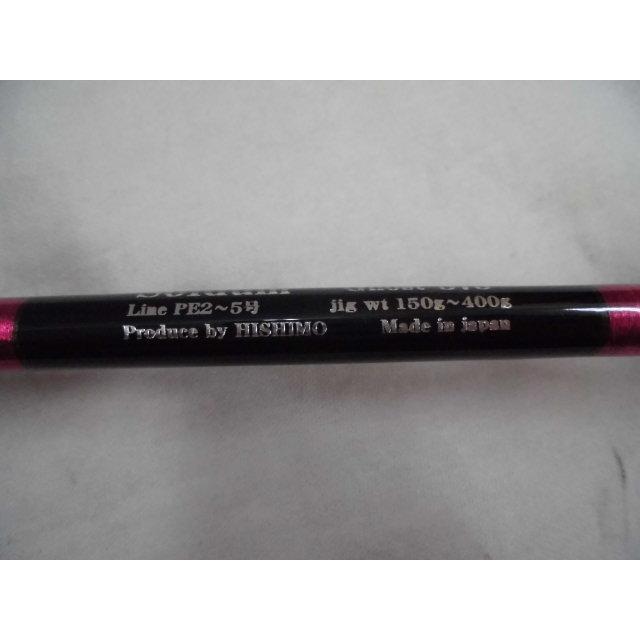 Line PE2～5号 jig wt 150g～400g
Produce by HISHIMO Made in japan